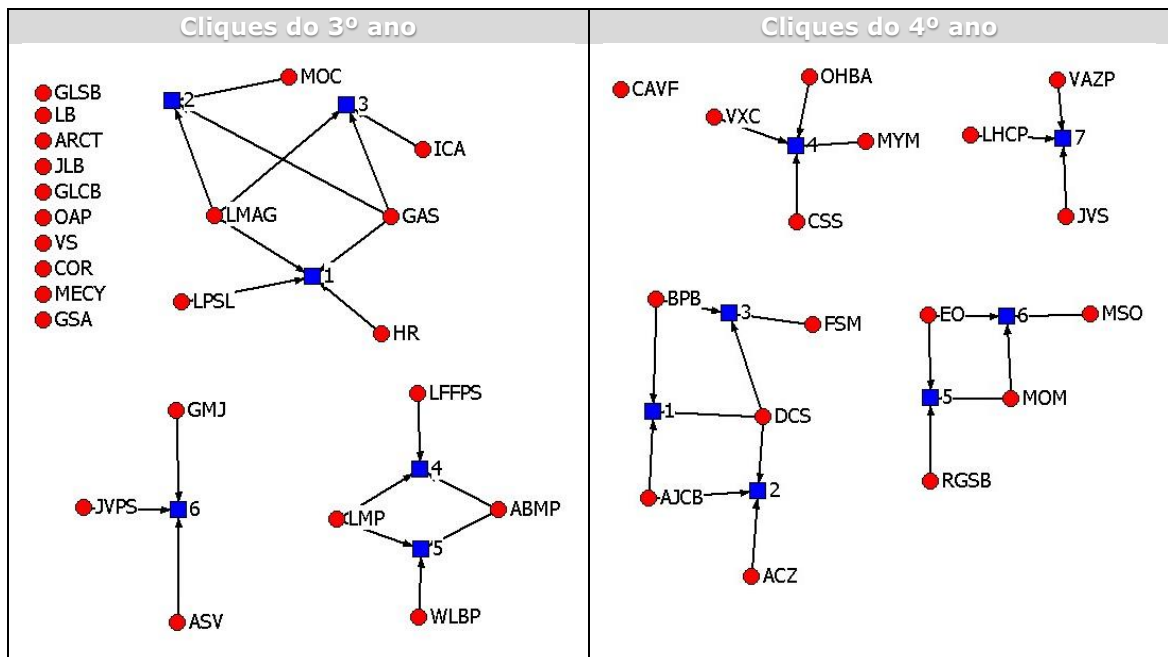 Cliques do 3º ano
GLSB
LB
ARCT
JLB
GLCB
OAP
VS
COR
MECY
GSA
MOC
2
3
ICA
LMAG
GAS
1
LPSL
HR
GMJ
JVPS
6
ASV
LFFPS
4
LMP
ABMP
5
WLBP
Cliques do 4º ano
CAVF
OHBA
VXC
4
MYM
CSS
VAZP
LHCP
7
JVS
BPB
3
FSM
1
DCS
AJCB
2
ACZ
EO
6
MSO
5
MOM
RGSB